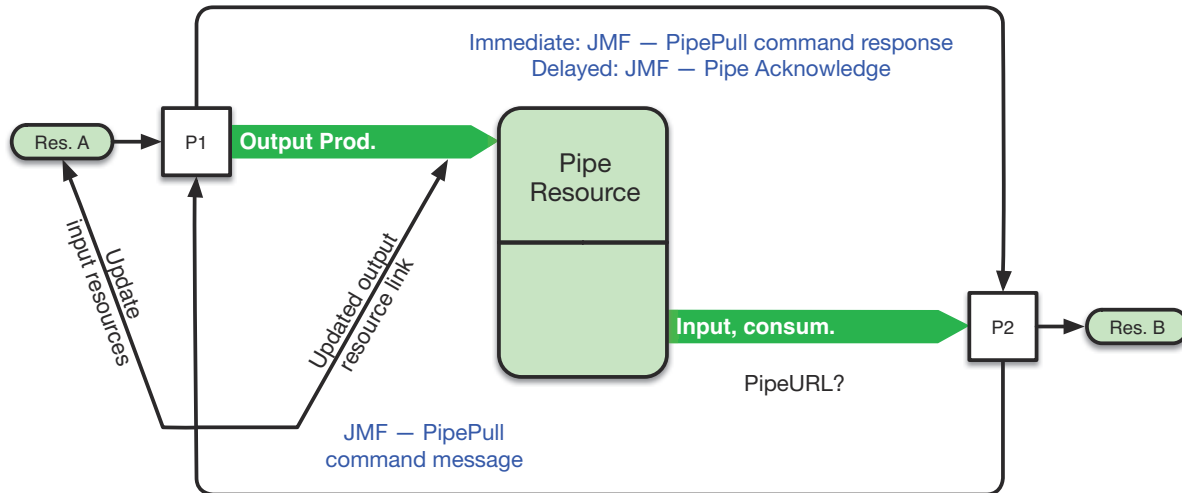 Immediate: JMF — PipePull command response
Delayed: JMF — Pipe Acknowledge
Res. A
P1
Output Prod.
Pipe
Resource
Update
input resources
Updated output
resource link
Input, consum.
P2
Res. B
PipeURL?
JMF — PipePull
command message